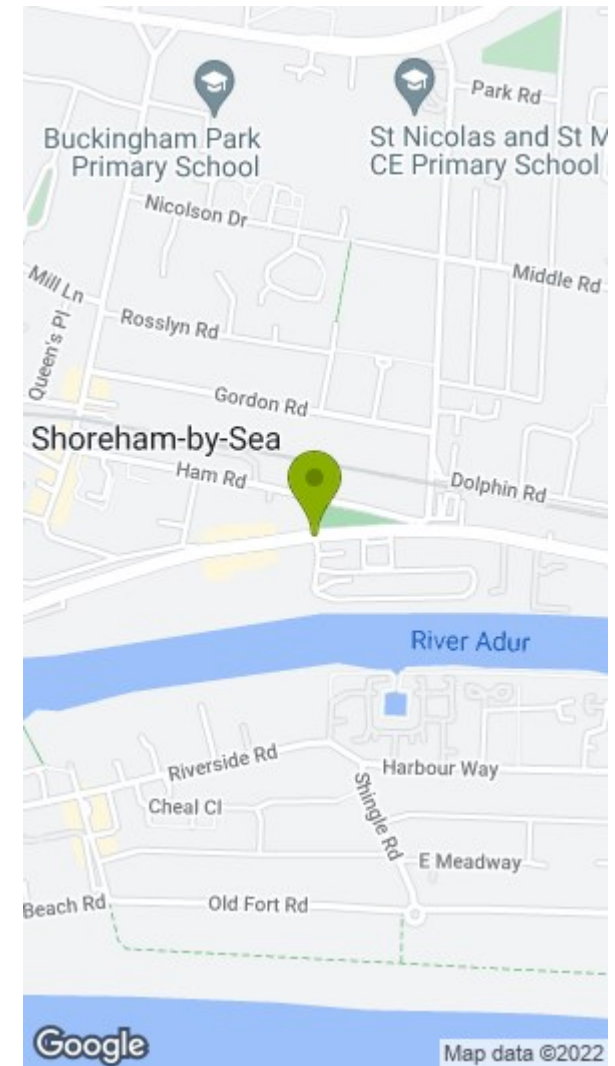 Park Rd
Buckingham Park
Primary School
St Nicolas and St M
CE Primary School
Nicolson Dr
Middle Rd
Mill Ln
Rosslyn Rd
Queen's Pl
Gordon Rd
Shoreham-by-Sea
Ham Rd
Dolphin Rd
River Adur
Riverside Rd
Harbour Way
Cheal Cl
Shingle Rd
E Meadway
Beach Rd
Old Fort Rd
Google
Map data ©2022